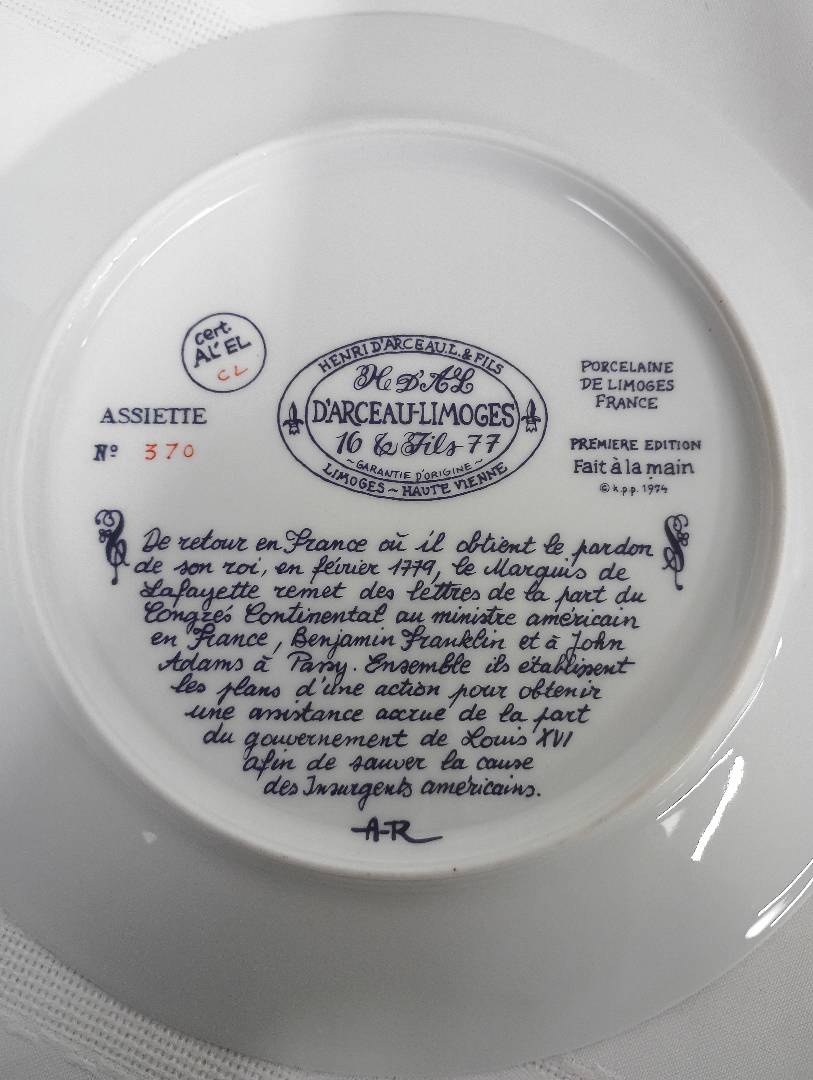 cert.
AL'EL
CL
ASSIETTE
Nº 370
HENRI D'ARCEAU.L.& FILS
H D'AL
D'ARCEAU-LIMOGES
16 & Fils 77
~GARANTIE D'ORIGINE~
LIMOGES~HAUTE VIENNE
PORCELAINE
DE LIMOGES
FRANCE
PREMIERE EDITION
Fait à la main
© k.p.p. 1974
De retour en France où il obtient le pardon
de son roi, en février 1779, le Marquis de
Lafayette remet des lettres de la part du
Congrés Continental au ministre américain
en France, Benjamin Franklin et à John
Adams à Passy. Ensemble ils établissent
les plans d'une action pour obtenir
une assistance accrue de la part
du gouvernement de Louis XVI
afin de sauver la cause
des Insurgents américains.
A-R